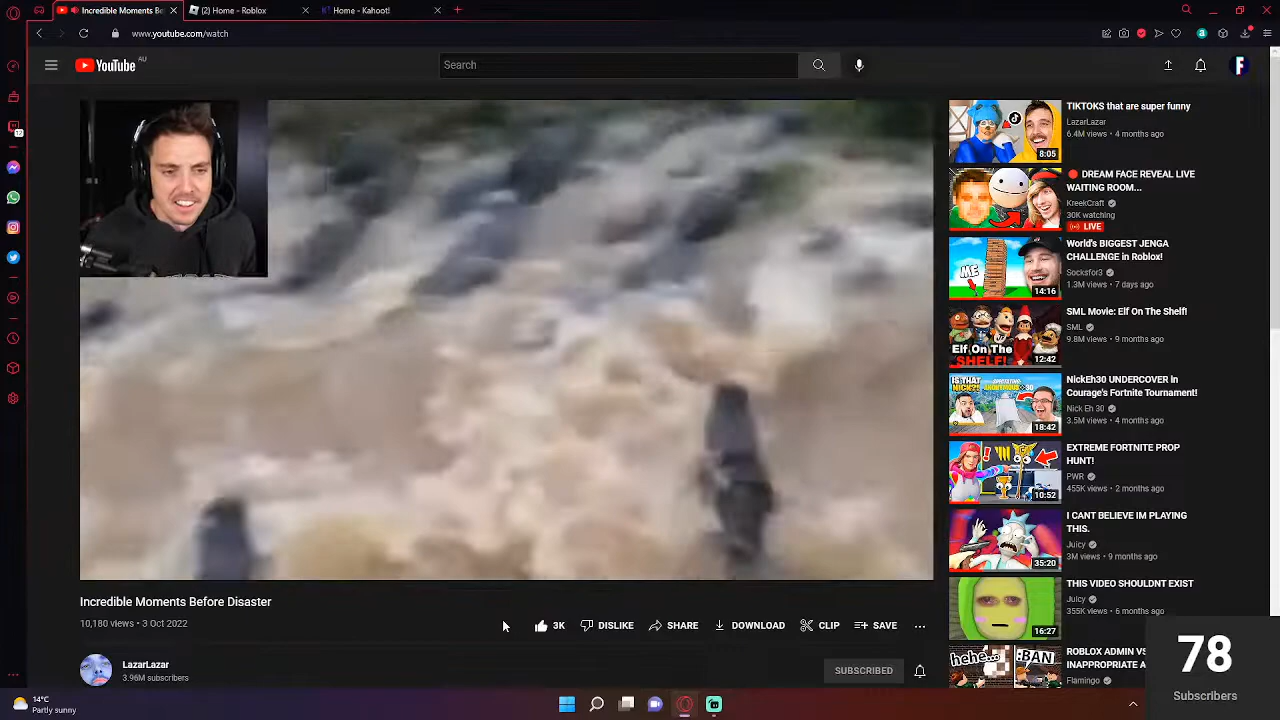 Incredible Moments Be
(2) Home - Roblox
Home - Kahoot!
www.youtube.com/watch
YouTube AU
Search
12
TIKTOKS that are super funny
LazarLazar
6.4M views • 4 months ago
8:05
DREAM FACE REVEAL LIVE
WAITING ROOM...
KreekCraft
30K watching
LIVE
World's BIGGEST JENGA
CHALLENGE in Roblox!
Socksfor3
1.3M views • 7 days ago
ME
14:16
SML Movie: Elf On The Shelf!
SML
9.8M views • 9 months ago
Elf On The
SHELF!
12:42
NickEh30 UNDERCOVER In
Courage's Fortnite Tournament!
Nick Eh 30
3.5M views • 4 months ago
IS THAT
NICK?!
18:42
EXTREME FORTNITE PROP
HUNT!
PWR
455K views • 2 months ago
10:52
I CANT BELIEVE IM PLAYING
THIS.
Juicy
3M views • 9 months ago
35:20
THIS VIDEO SHOULDNT EXIST
Juicy
355K views • 6 months ago
16:27
ROBLOX ADMIN VS
INAPPROPRIATE A
Flamingo
hehe...
:BAN
Incredible Moments Before Disaster
10,180 views • 3 Oct 2022
3K
DISLIKE
SHARE
DOWNLOAD
CLIP
SAVE
LazarLazar
3.96M subscribers
SUBSCRIBED
78
Subscribers
14°C
Partly sunny